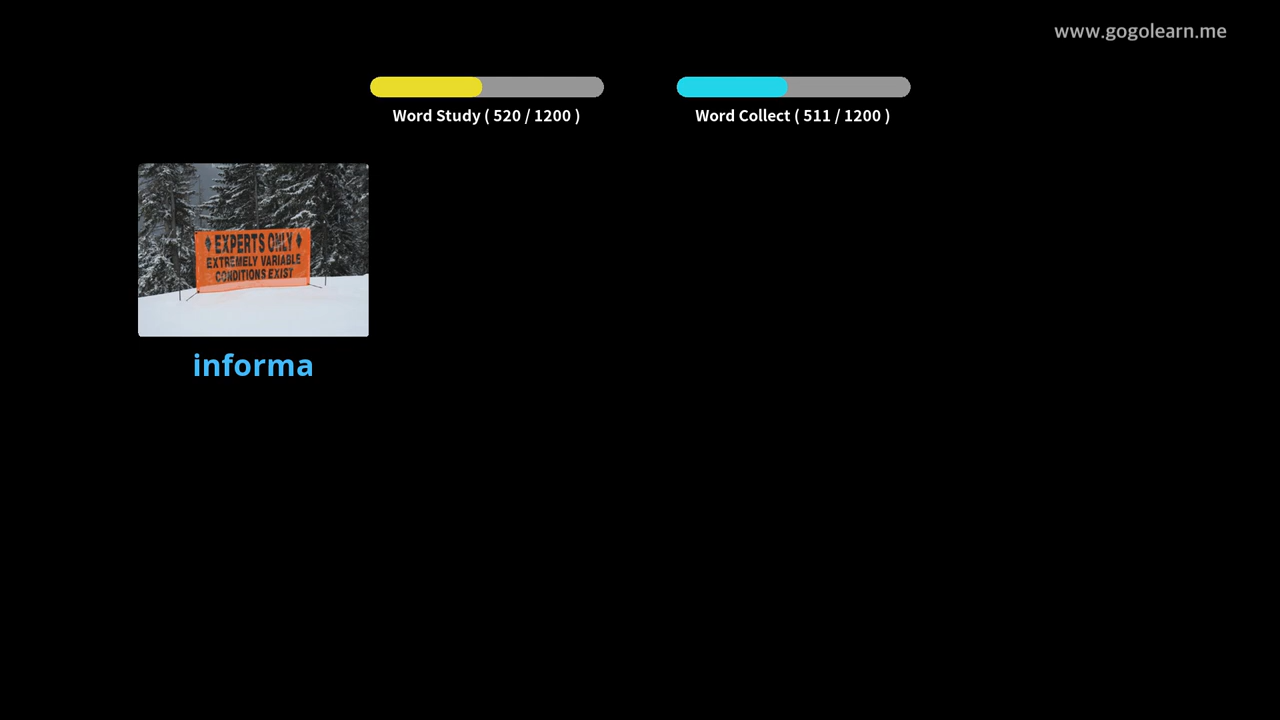 www.gogolearn.me
Word Study ( 520 / 1200 )
Word Collect ( 511 / 1200 )
EXPERTS ONLY
EXTREMELY VARIABLE
CONDITIONS EXIST
informa